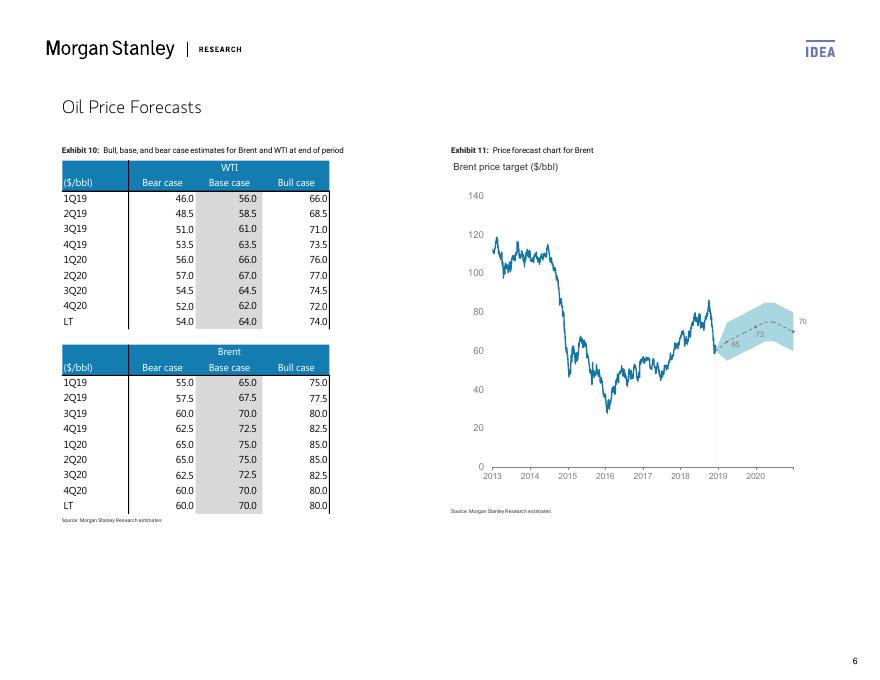 Morgan Stanley | RESEARCH
IDEA
Oil Price Forecasts
Exhibit 10: Bull, base, and bear case estimates for Brent and WTI at end of period
WTI
($/bbl) Bear case Base case Bull case
1Q19 46.0 56.0 66.0
2Q19 48.5 58.5 68.5
3Q19 51.0 61.0 71.0
4Q19 53.5 63.5 73.5
1Q20 56.0 66.0 76.0
2Q20 57.0 67.0 77.0
3Q20 54.5 64.5 74.5
4Q20 52.0 62.0 72.0
LT 54.0 64.0 74.0
Brent
($/bbl) Bear case Base case Bull case
1Q19 55.0 65.0 75.0
2Q19 57.5 67.5 77.5
3Q19 60.0 70.0 80.0
4Q19 62.5 72.5 82.5
1Q20 65.0 75.0 85.0
2Q20 65.0 75.0 85.0
3Q20 62.5 72.5 82.5
4Q20 60.0 70.0 80.0
LT 60.0 70.0 80.0
Source: Morgan Stanley Research estimates
Exhibit 11: Price forecast chart for Brent
Brent price target ($/bbl)
140
120
100
80
60
40
20
0
65
73
70
2013 2014 2015 2016 2017 2018 2019 2020
Source: Morgan Stanley Research estimates
6